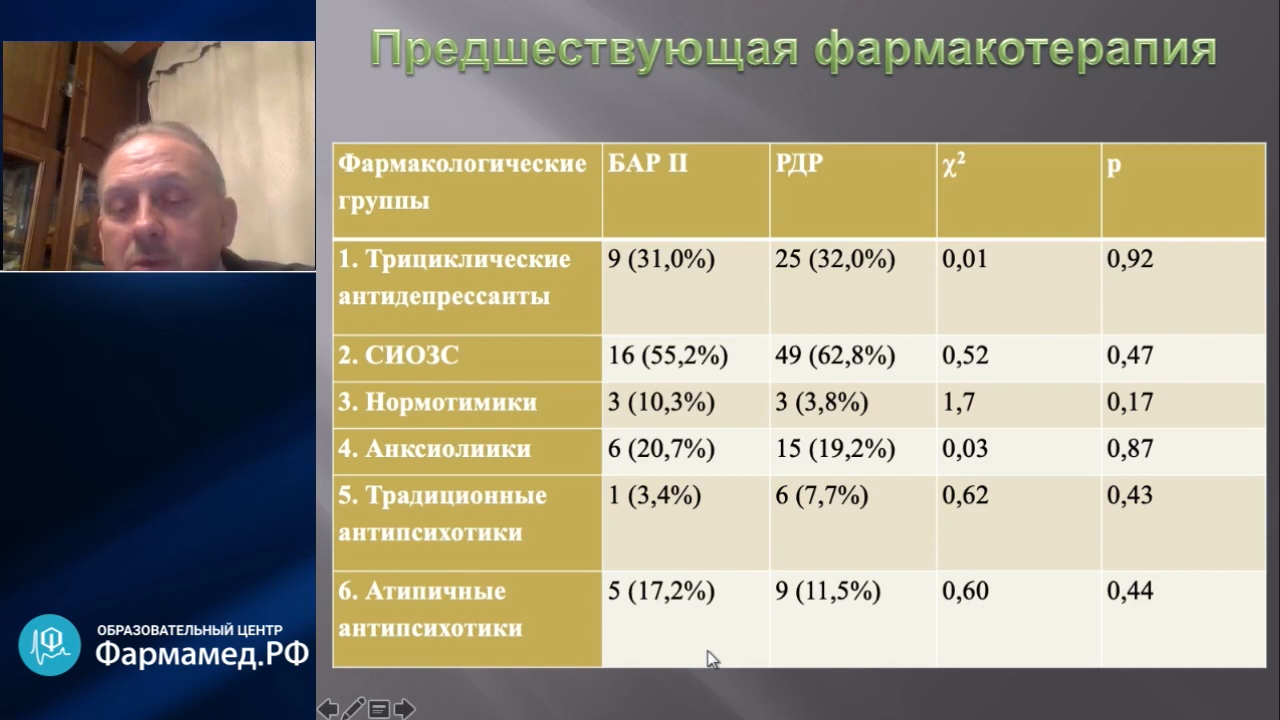 Предшествующая фармакотерапия
Фармакологические группы БАР II РДР χ² p
1. Трициклические антидепрессанты 9 (31,0%) 25 (32,0%) 0,01 0,92
2. СИОЗС 16 (55,2%) 49 (62,8%) 0,52 0,47
3. Нормотимики 3 (10,3%) 3 (3,8%) 1,7 0,17
4. Анксиолиики 6 (20,7%) 15 (19,2%) 0,03 0,87
5. Традиционные антипсихотики 1 (3,4%) 6 (7,7%) 0,62 0,43
6. Атипичные антипсихотики 5 (17,2%) 9 (11,5%) 0,60 0,44
ОБРАЗОВАТЕЛЬНЫЙ ЦЕНТР
Фармамед.РФ